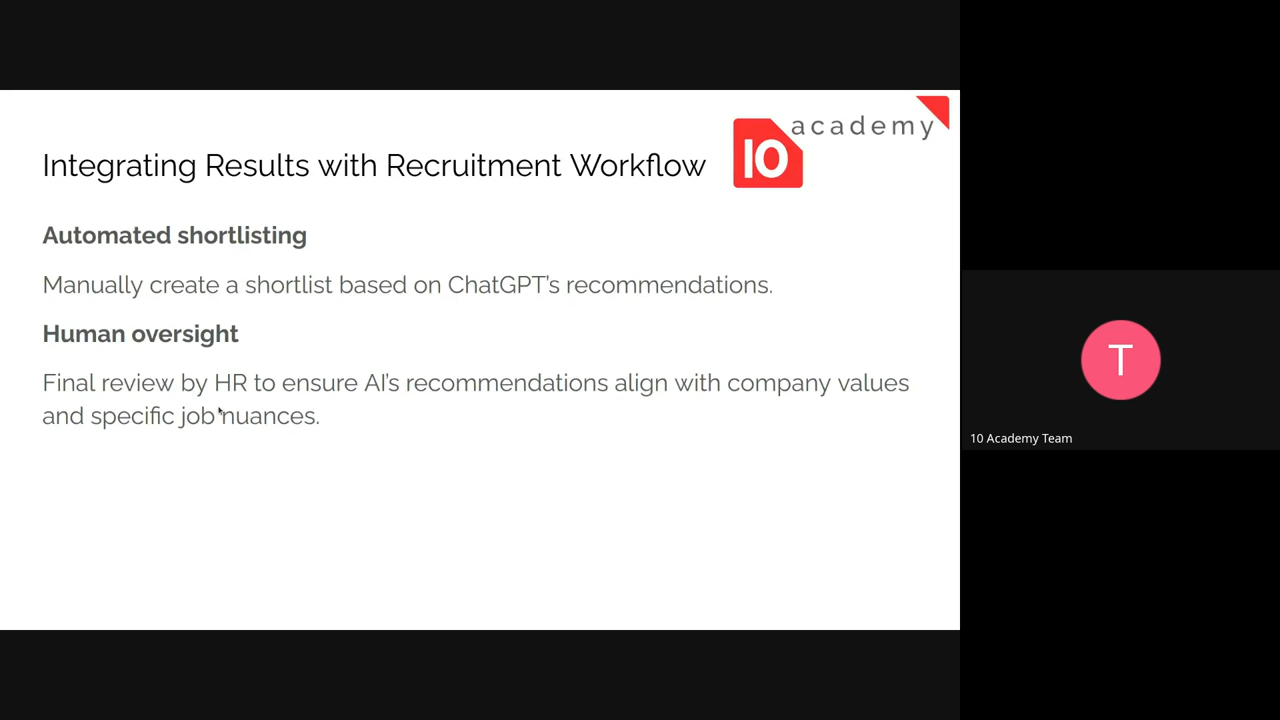 academy
10
Integrating Results with Recruitment Workflow
Automated shortlisting
Manually create a shortlist based on ChatGPT's recommendations.
Human oversight
Final review by HR to ensure AI's recommendations align with company values
and specific job nuances.
T
10 Academy Team